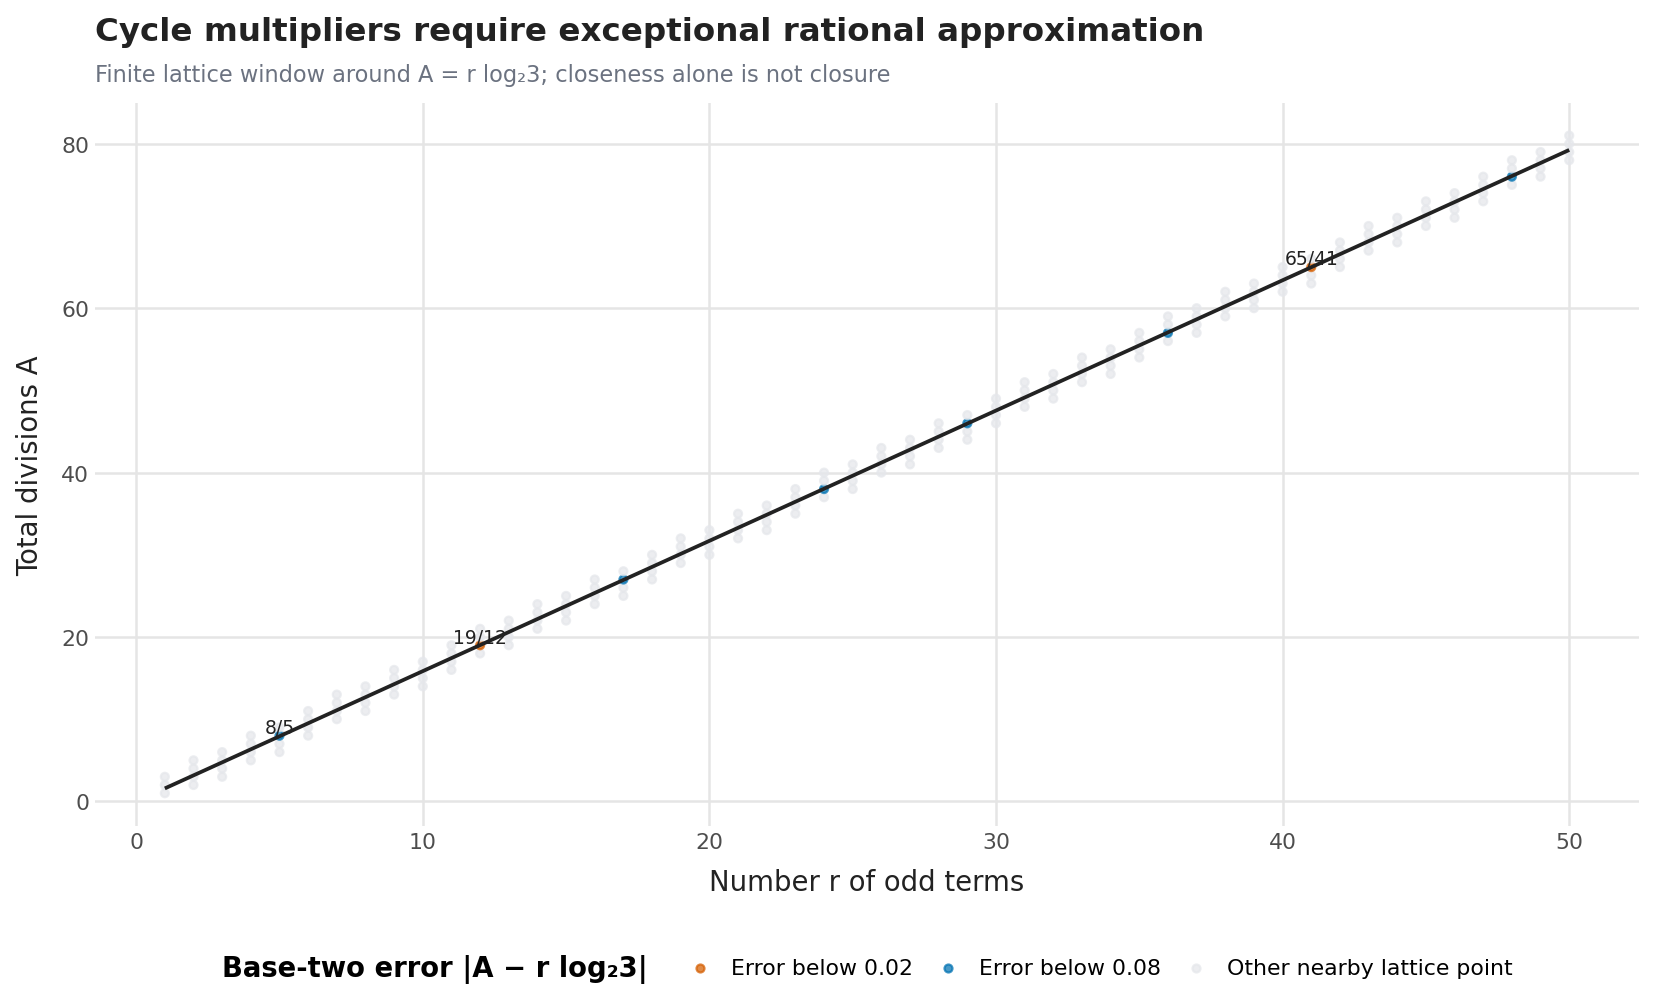 Cycle multipliers require exceptional rational approximation
Finite lattice window around A = r log₂3; closeness alone is not closure
Total divisions A
80
60
40
20
0
65/41
19/12
8/5
0 10 20 30 40 50
Number r of odd terms
Base-two error |A − r log₂3| Error below 0.02 Error below 0.08 Other nearby lattice point